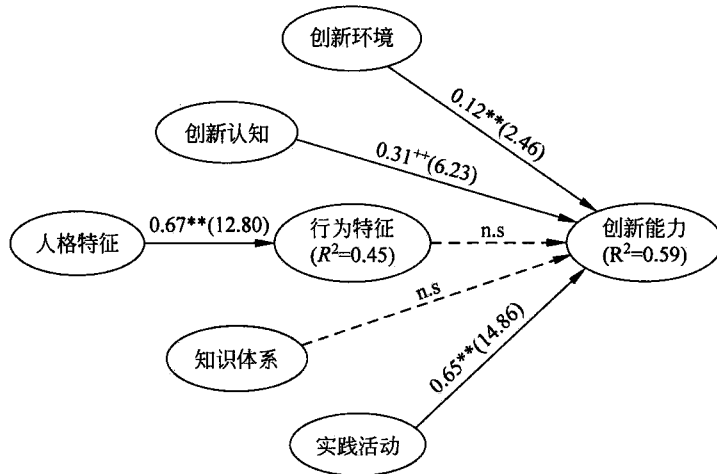 创新环境
0.12**(2.46)
创新认知
0.31++(6.23)
0.67**(12.80)
人格特征
行为特征
(R²=0.45)
n.s
创新能力
(R²=0.59)
n.s
知识体系
0.65**(14.86)
实践活动